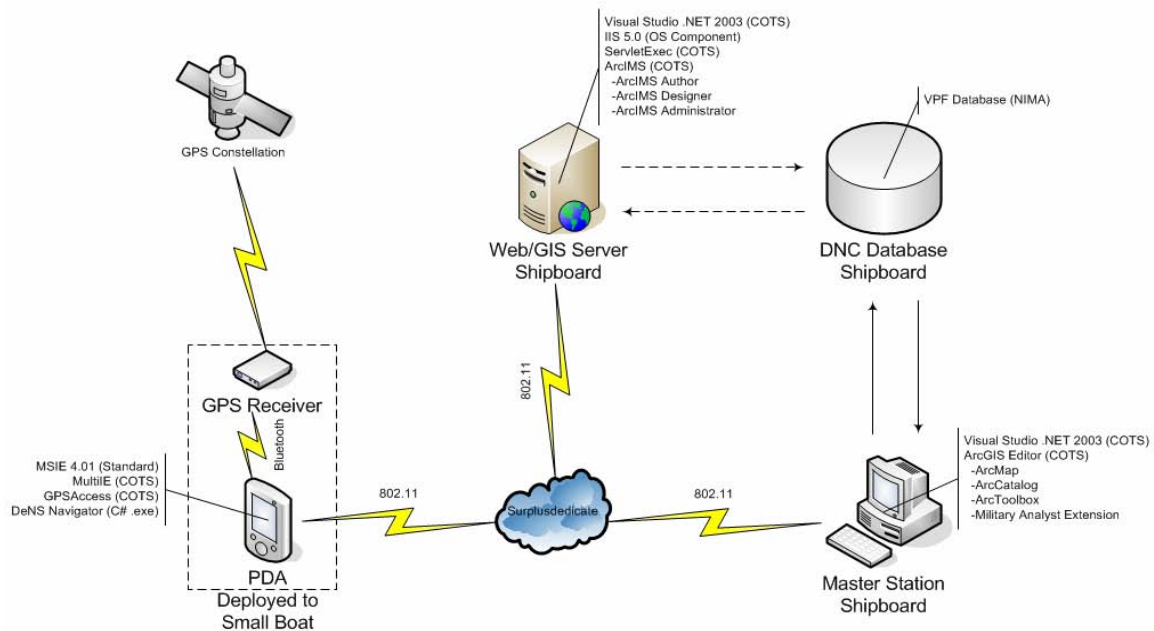 Visual Studio .NET 2003 (COTS)
IIS 5.0 (OS Component)
ServletExec (COTS)
ArcIMS (COTS)
-ArcIMS Author
-ArcIMS Designer
-ArcIMS Administrator
VPF Database (NIMA)
GPS Constellation
Web/GIS Server
Shipboard
DNC Database
Shipboard
802.11
GPS Receiver
Bluetooth
MSIE 4.01 (Standard)
MultiIE (COTS)
GPSAccess (COTS)
DeNS Navigator (C# .exe)
802.11
Surplusdedicate
802.11
Visual Studio .NET 2003 (COTS)
ArcGIS Editor (COTS)
-ArcMap
-ArcCatalog
-ArcToolbox
-Military Analyst Extension
PDA
Deployed to
Small Boat
Master Station
Shipboard